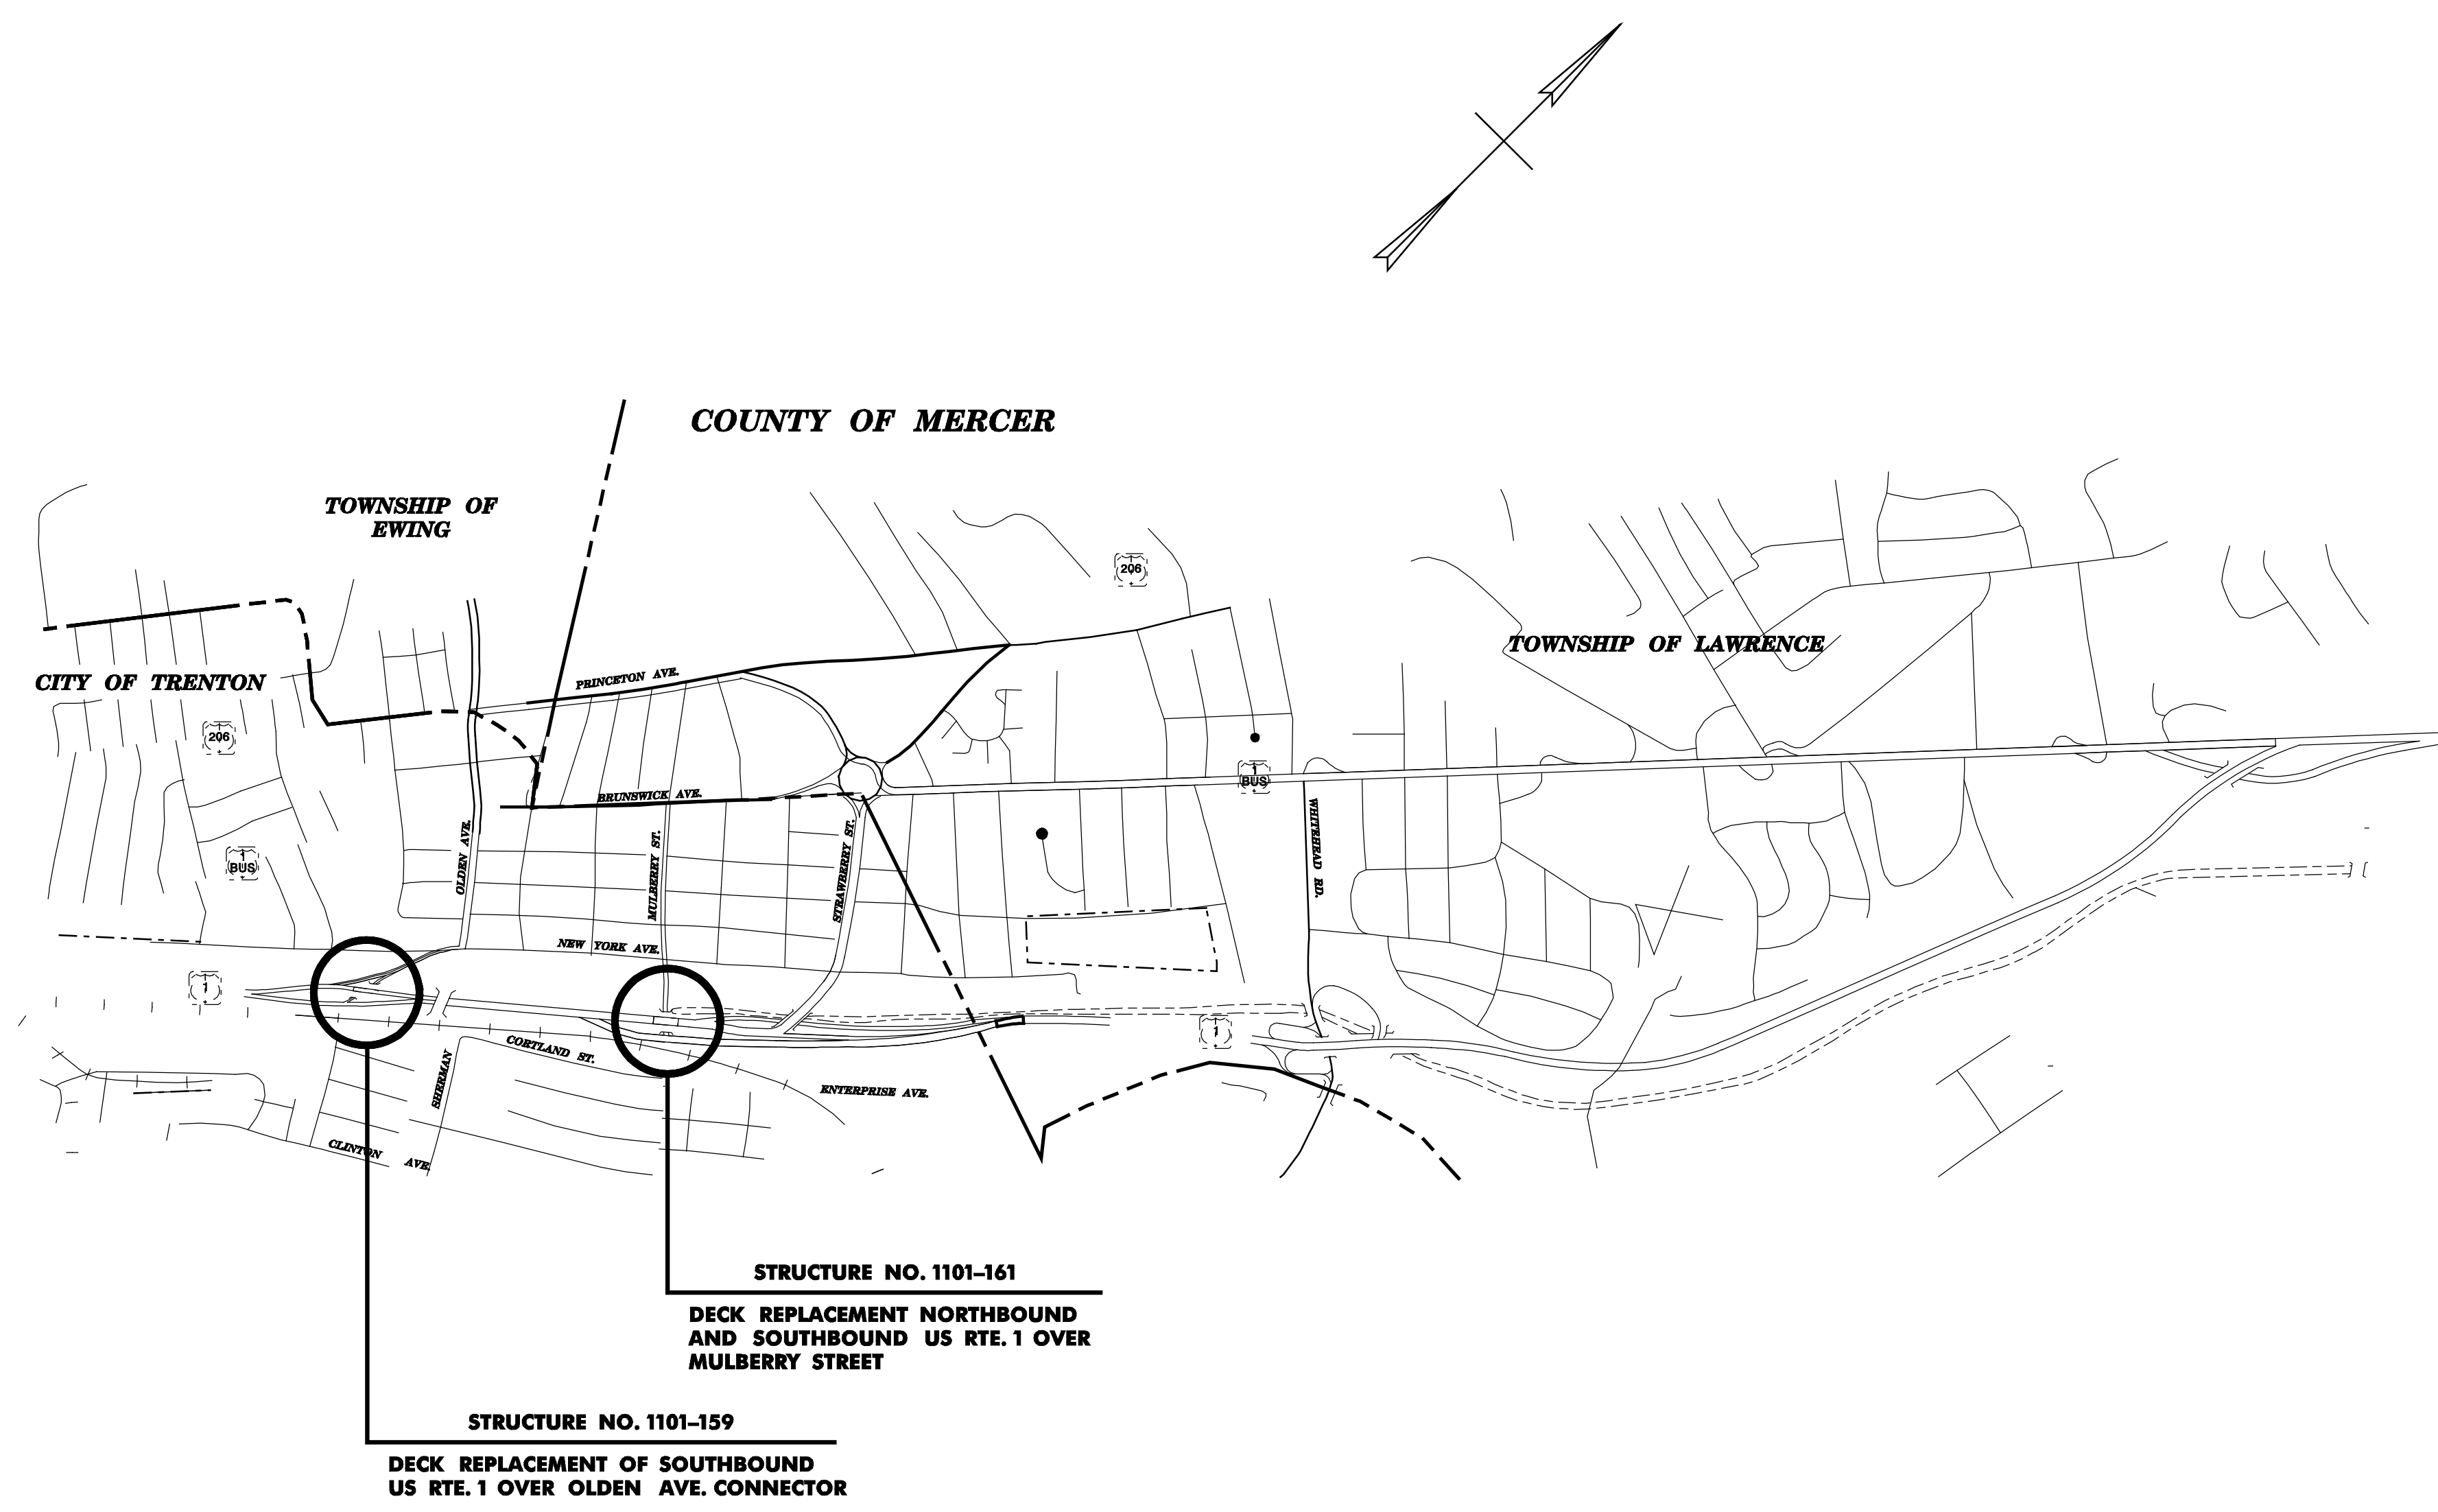 COUNTY OF MERCER
TOWNSHIP OF
EWING
206
TOWNSHIP OF LAWRENCE
CITY OF TRENTON
PRINCETON AVE.
206
1
BUS
BRUNSWICK AVE.
WHITEHEAD RD.
OLDEN AVE.
MULBERRY ST.
STRAWBERRY ST.
1
BUS
NEW YORK AVE.
1
1
CORTLAND ST.
SHERMAN
ENTERPRISE AVE.
CLINTON AVE.
STRUCTURE NO. 1101–161
DECK REPLACEMENT NORTHBOUND
AND SOUTHBOUND US RTE. 1 OVER
MULBERRY STREET
STRUCTURE NO. 1101–159
DECK REPLACEMENT OF SOUTHBOUND
US RTE. 1 OVER OLDEN AVE. CONNECTOR